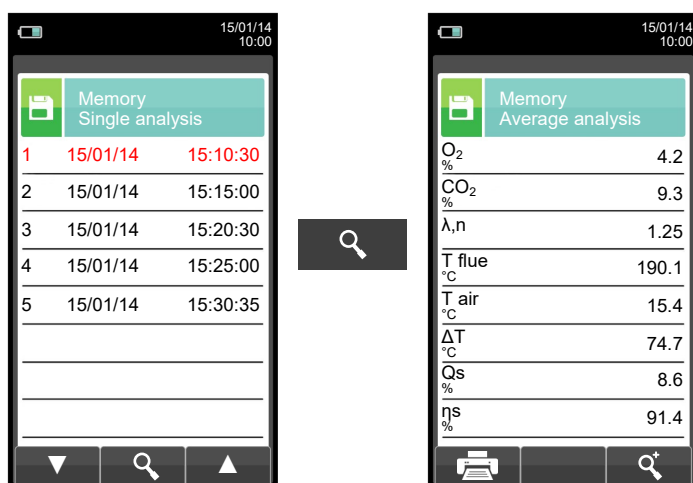 15/01/14
10:00
Memory
Single analysis
1 15/01/14 15:10:30
2 15/01/14 15:15:00
3 15/01/14 15:20:30
4 15/01/14 15:25:00
5 15/01/14 15:30:35
15/01/14
10:00
Memory
Average analysis
O₂ % 4.2
CO₂ % 9.3
λ,n 1.25
T flue °C 190.1
T air °C 15.4
ΔT °C 74.7
Qs % 8.6
ηs % 91.4